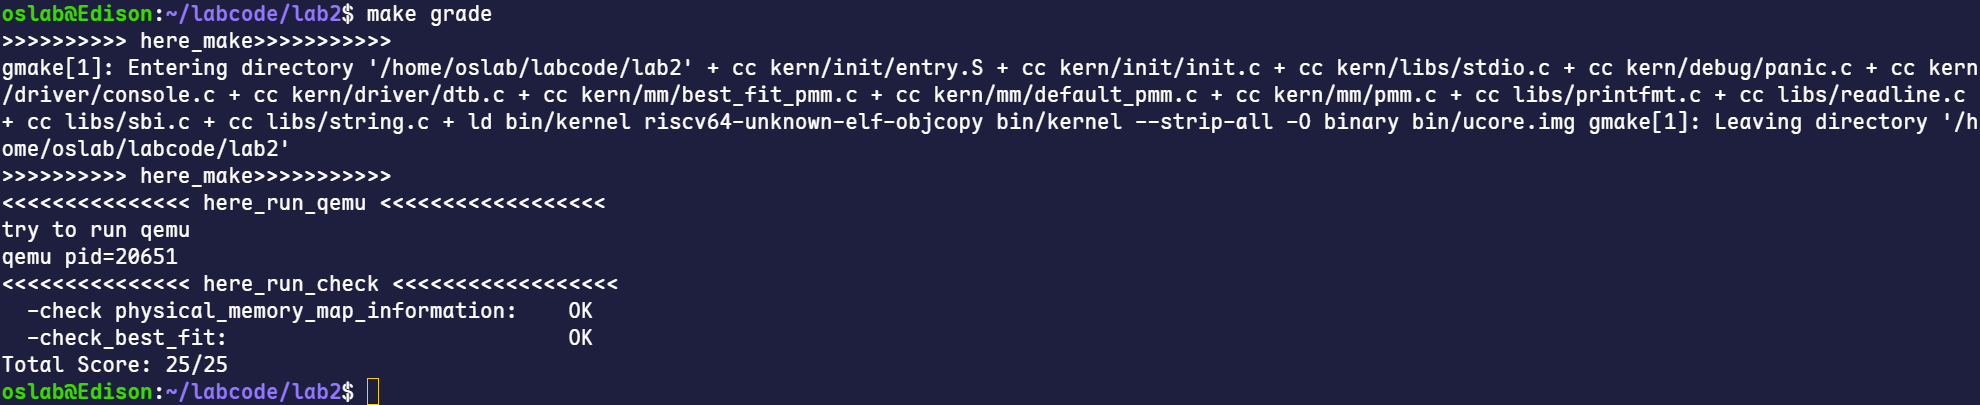 oslab@Edison:~/labcode/lab2$ make grade
>>>>>>>>>> here_make>>>>>>>>>>>
gmake[1]: Entering directory '/home/oslab/labcode/lab2' + cc kern/init/entry.S + cc kern/init/init.c + cc kern/libs/stdio.c + cc kern/debug/panic.c + cc kern
/driver/console.c + cc kern/driver/dtb.c + cc kern/mm/best_fit_pmm.c + cc kern/mm/default_pmm.c + cc kern/mm/pmm.c + cc libs/printfmt.c + cc libs/readline.c
+ cc libs/sbi.c + cc libs/string.c + ld bin/kernel riscv64-unknown-elf-objcopy bin/kernel --strip-all -O binary bin/ucore.img gmake[1]: Leaving directory '/h
ome/oslab/labcode/lab2'
>>>>>>>>>> here_make>>>>>>>>>>>
<<<<<<<<<<<<<<< here_run_qemu <<<<<<<<<<<<<<<<<<
try to run qemu
qemu pid=20651
<<<<<<<<<<<<<<< here_run_check <<<<<<<<<<<<<<<<<<
  -check physical_memory_map_information:    OK
  -check_best_fit:                           OK
Total Score: 25/25
oslab@Edison:~/labcode/lab2$